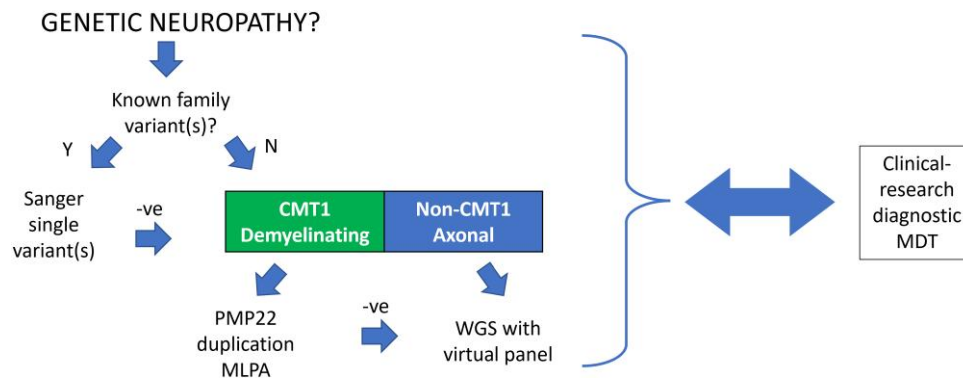 GENETIC NEUROPATHY?
Known family
variant(s)?
Y
N
Sanger
single
variant(s)
-ve
CMT1
Demyelinating
Non-CMT1
Axonal
PMP22
duplication
MLPA
-ve
WGS with
virtual panel
Clinical-
research
diagnostic
MDT